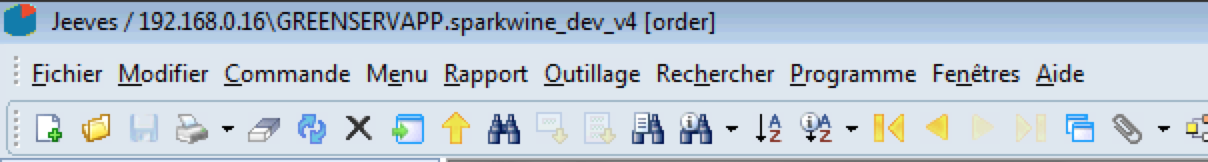 Jeeves / 192.168.0.16\GREENSERVAPP.sparkwine_dev_v4 [order]
Fichier Modifier Commande Menu Rapport Outillage Rechercher Programme Fenêtres Aide